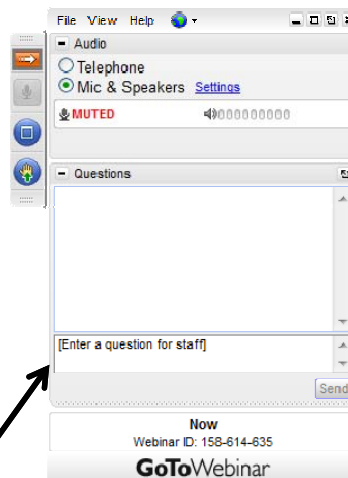 File View Help
Audio
Telephone
Mic & Speakers Settings
MUTED 000000000
Questions
[Enter a question for staff]
Send
Now
Webinar ID: 158-614-635
GoToWebinar